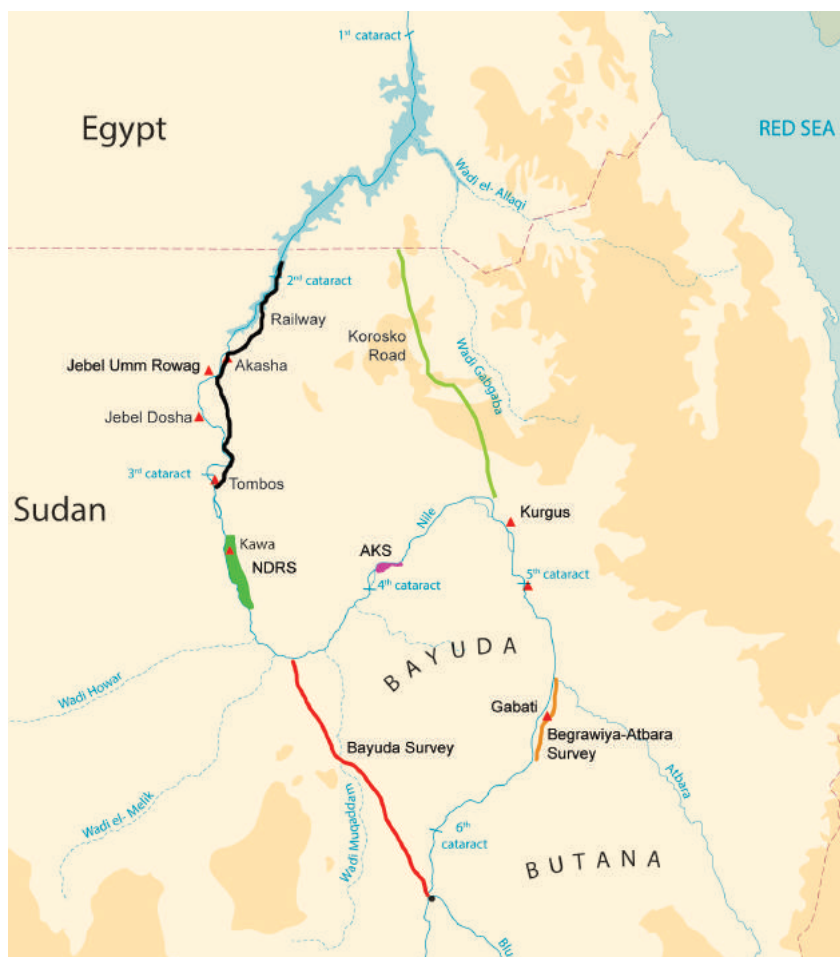 1st cataract
Egypt
RED SEA
Wadi el- Allaqi
2nd cataract
Railway
Korosko
Road
Jebel Umm Rowag
Akasha
Wadi Gabgaba
Jebel Dosha
3rd cataract
Tombos
Sudan
Nile
Kurgus
Kawa
AKS
NDRS
4th cataract
5th cataract
BAYUDA
Wadi Howar
Gabati
Bayuda Survey
Begrawiya-Atbara
Survey
Atbara
Wadi el- Melik
Wadi Muqaddam
6th
cataract
BUTANA
Blu